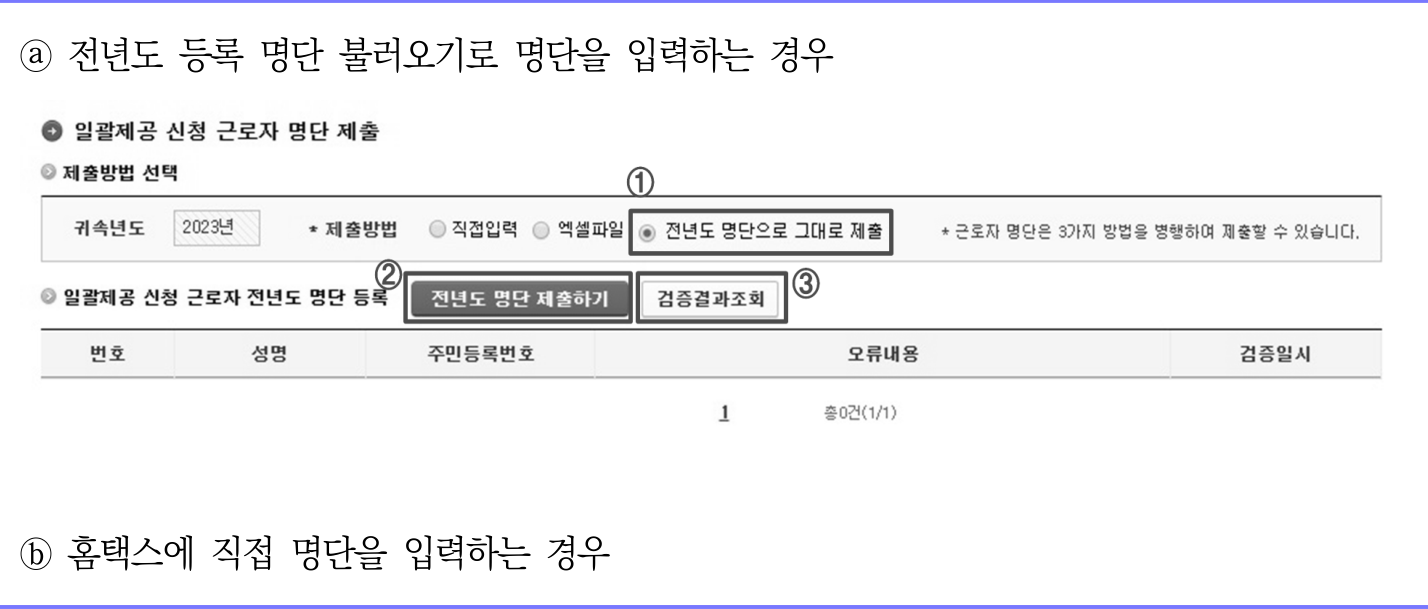 ⓐ 전년도 등록 명단 불러오기로 명단을 입력하는 경우
일괄제공 신청 근로자 명단 제출
제출방법 선택
①
귀속년도 2023년 * 제출방법 직접입력 엑셀파일 전년도 명단으로 그대로 제출 * 근로자 명단은 3가지 방법을 병행하여 제출할 수 있습니다.
② ③
일괄제공 신청 근로자 전년도 명단 등록 전년도 명단 제출하기 검증결과조회
번호 성명 주민등록번호 오류내용 검증일시
1 총0건(1/1)
ⓑ 홈택스에 직접 명단을 입력하는 경우